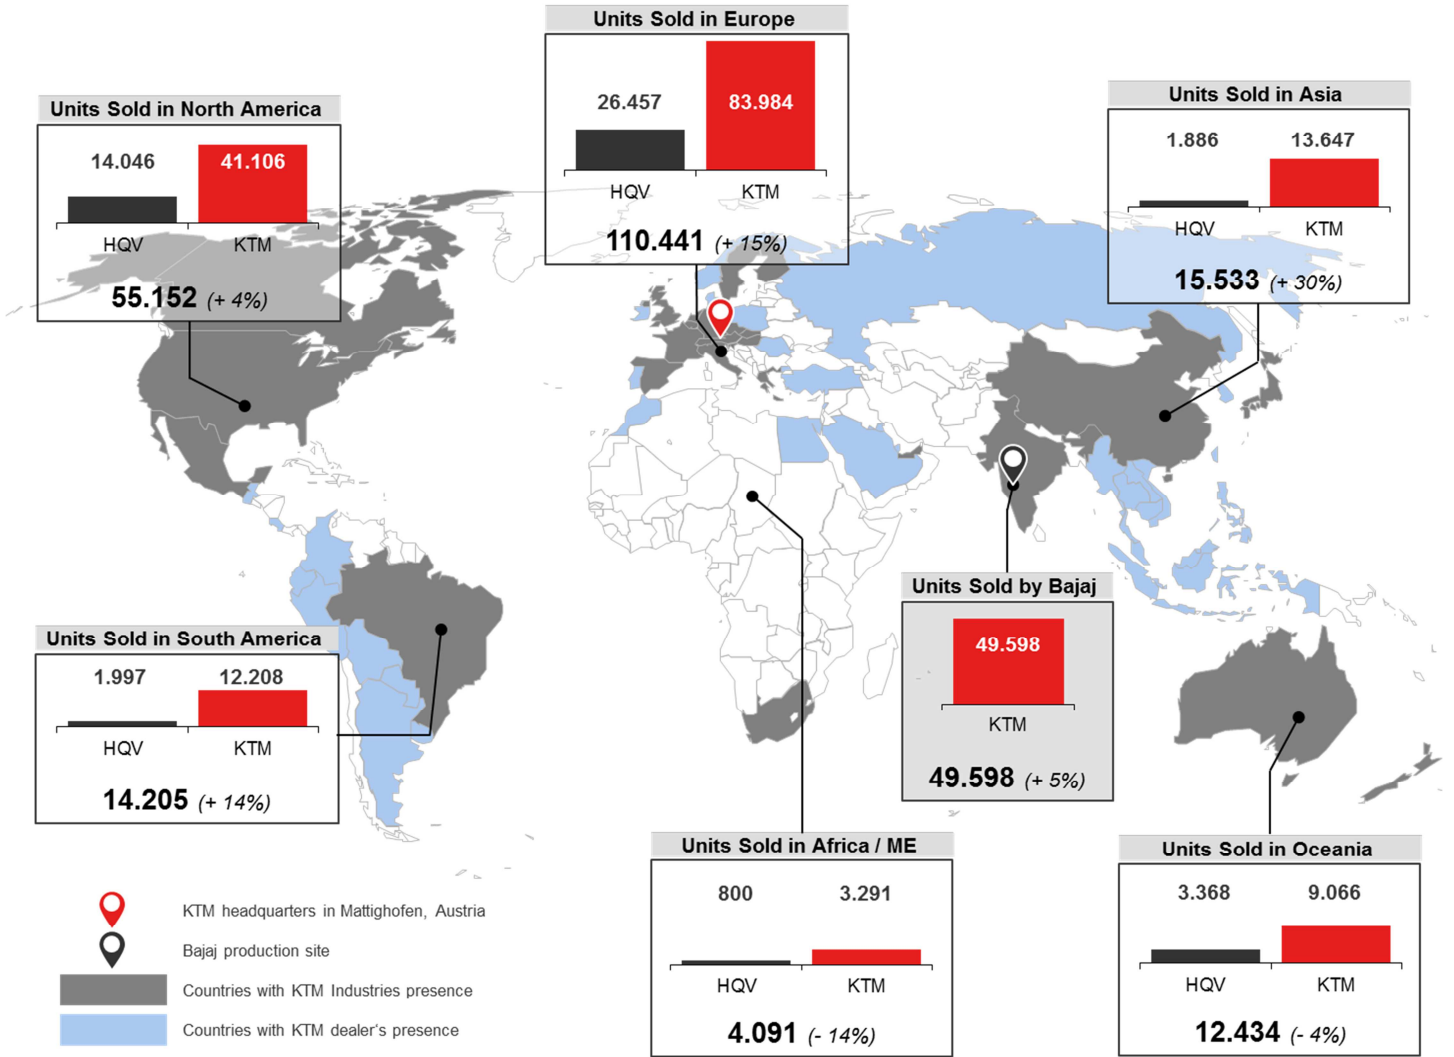 Units Sold in Europe
26.457
83.984
HQV
KTM
110.441 (+ 15%)
Units Sold in North America
14.046
41.106
HQV
KTM
55.152 (+ 4%)
Units Sold in Asia
1.886
13.647
HQV
KTM
15.533 (+ 30%)
Units Sold by Bajaj
49.598
KTM
49.598 (+ 5%)
Units Sold in South America
1.997
12.208
HQV
KTM
14.205 (+ 14%)
Units Sold in Africa / ME
800
3.291
HQV
KTM
4.091 (- 14%)
Units Sold in Oceania
3.368
9.066
HQV
KTM
12.434 (- 4%)
KTM headquarters in Mattighofen, Austria
Bajaj production site
Countries with KTM Industries presence
Countries with KTM dealer‘s presence